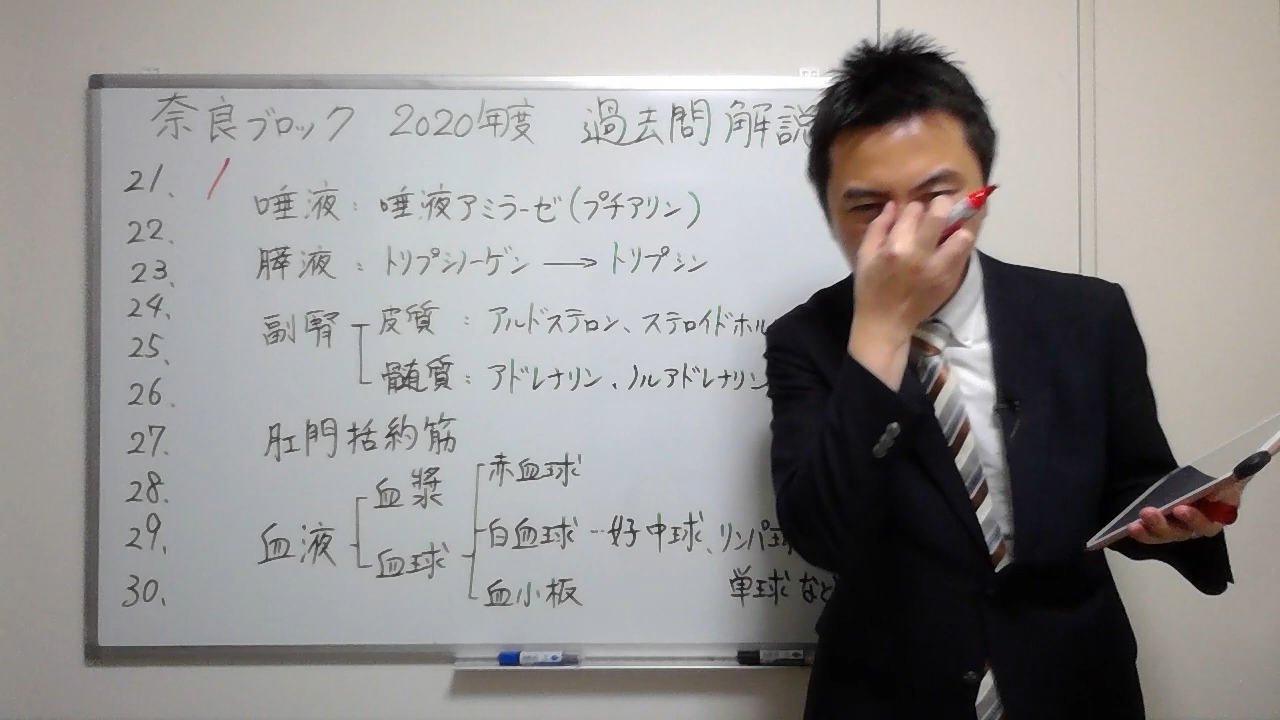 奈良ブロック 2020年度 過去問 解説
21. /
唾液：唾液アミラーゼ(プチアリン)
22.
膵液：トリプシノーゲン → トリプシン
23.
24.
副腎 皮質：アルドステロン、ステロイドホル
25.
髄質：アドレナリン、ノルアドレナリン
26.
27. 肛門括約筋
28. 血漿 赤血球
29. 血液 血球 白血球…好中球、リンパ球
単球など
30. 血小板